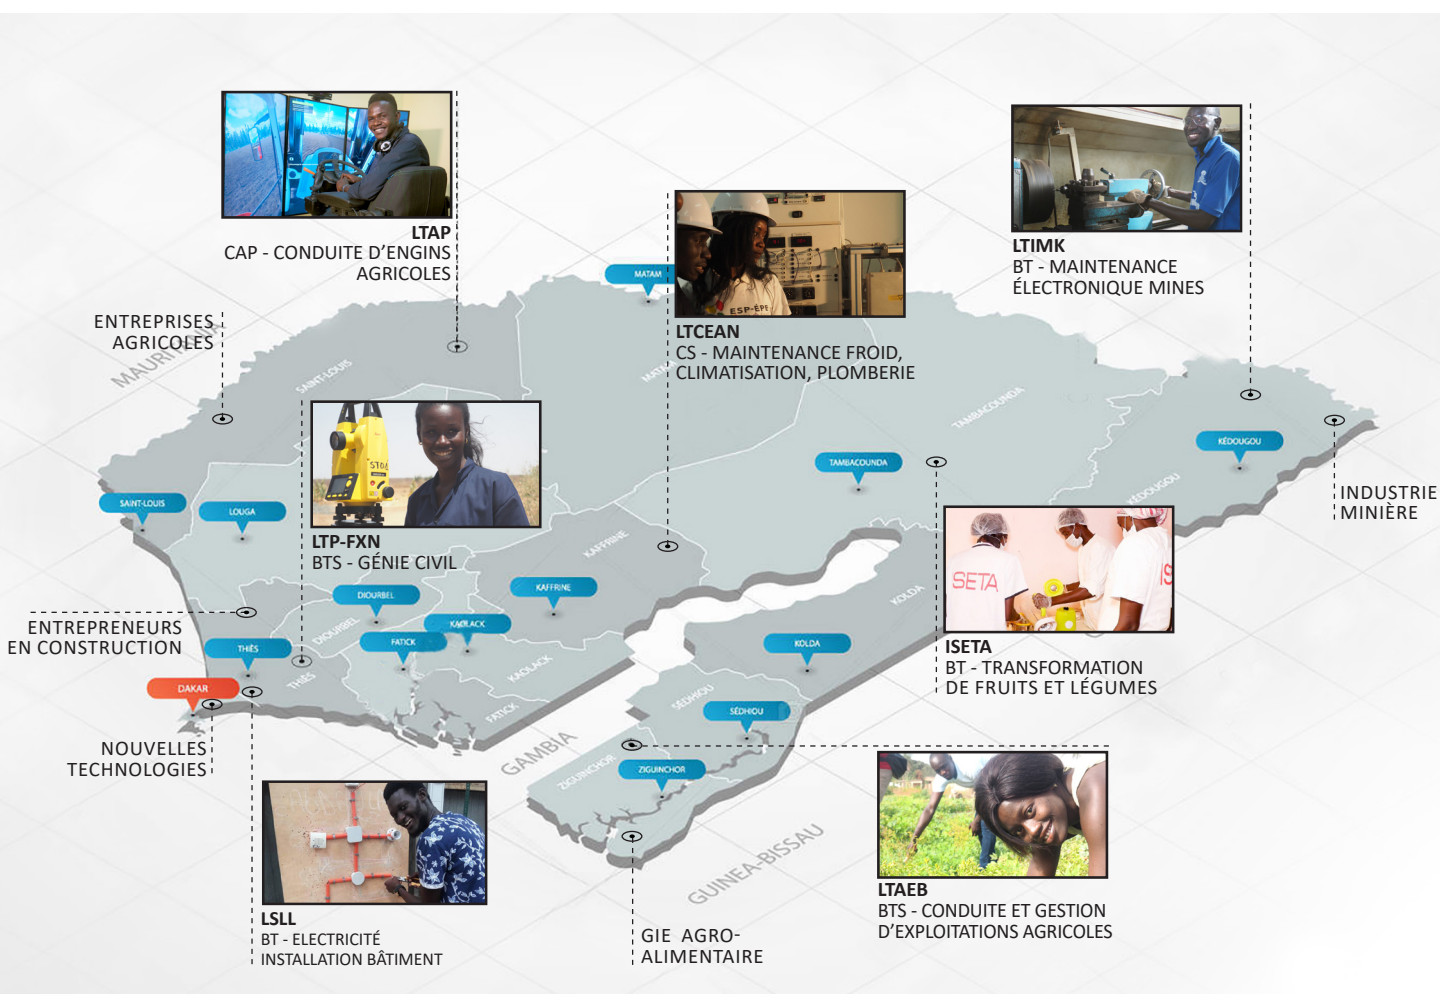 LTAP
CAP - CONDUITE D'ENGINS
AGRICOLES
LTIMK
BT - MAINTENANCE
ÉLECTRONIQUE MINES
MATAM
ESP-ÉPE
LTCEAN
CS - MAINTENANCE FROID,
CLIMATISATION, PLOMBERIE
ENTREPRISES
AGRICOLES
MAURITANIA
SAINT-LOUIS
MATAM
TAMBACOUNDA
KÉDOUGOU
TAMBACOUNDA
KÉDOUGOU
INDUSTRIE
MINIÈRE
SAINT-LOUIS
LOUGA
LTP-FXN
BTS - GÉNIE CIVIL
KAFFRINE
KAFFRINE
DIOURBEL
DIOURBEL
KAOLACK
FATICK
KAOLACK
FATICK
SETA
ISETA
BT - TRANSFORMATION
DE FRUITS ET LÉGUMES
KOLDA
KOLDA
ENTREPRENEURS
EN CONSTRUCTION
THIÈS
THIÈS
DAKAR
SÉDHIOU
SÉDHIOU
NOUVELLES
TECHNOLOGIES
GAMBIA
ZIGUINCHOR
ZIGUINCHOR
GUINEA-BISSAU
LSLL
BT - ELECTRICITÉ
INSTALLATION BÂTIMENT
GIE AGRO-
ALIMENTAIRE
LTAEB
BTS - CONDUITE ET GESTION
D'EXPLOITATIONS AGRICOLES